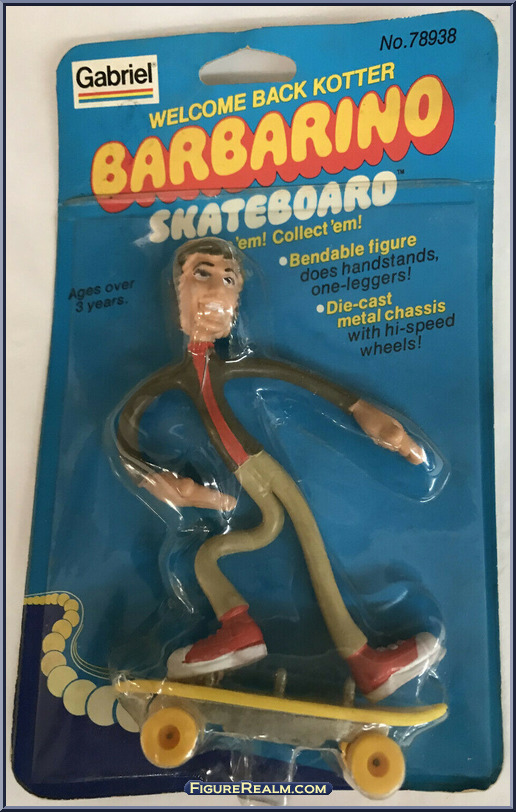 No.78938
Gabriel
WELCOME BACK KOTTER
BARBARINO
SKATEBOARD™
'em! Collect 'em!
•Bendable figure
does handstands,
one-leggers!
•Die-cast
metal chassis
with hi-speed
wheels!
Ages over
3 years.
FIGUREREALM.COM